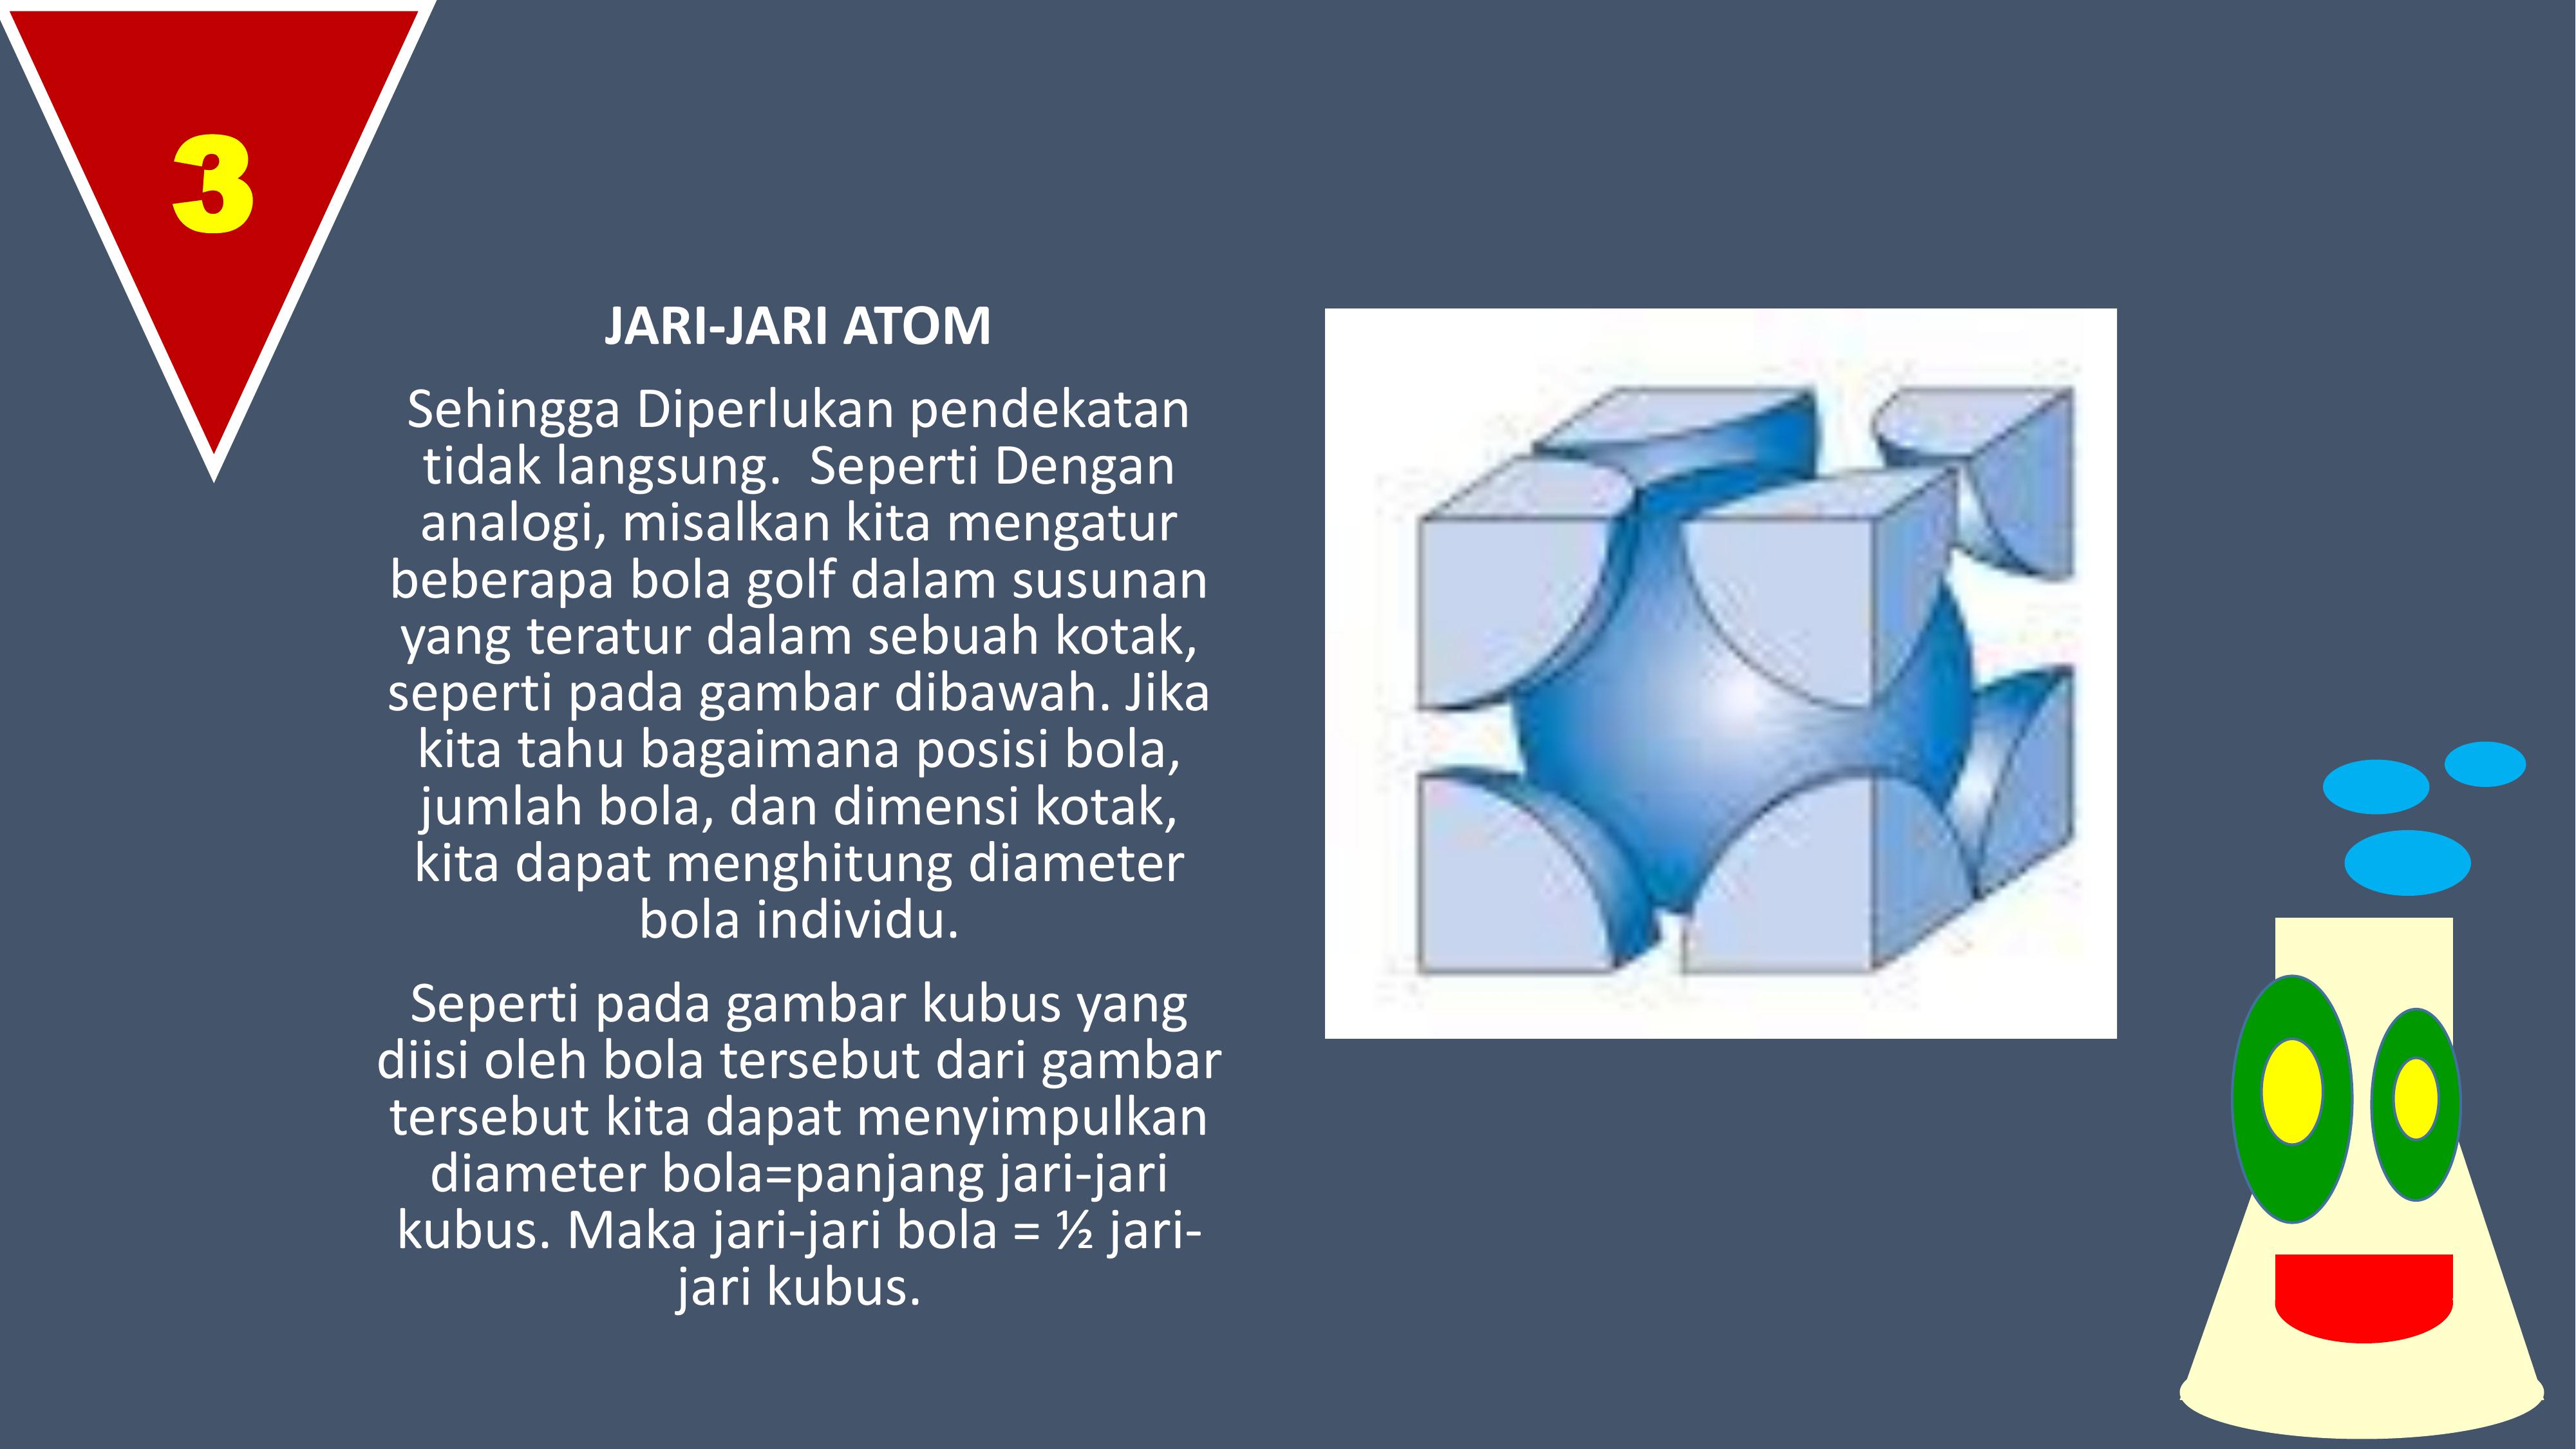 3
JARI-JARI ATOM
Sehingga Diperlukan pendekatan
tidak langsung.  Seperti Dengan
analogi, misalkan kita mengatur
beberapa bola golf dalam susunan
yang teratur dalam sebuah kotak,
seperti pada gambar dibawah. Jika
kita tahu bagaimana posisi bola,
jumlah bola, dan dimensi kotak,
kita dapat menghitung diameter
bola individu.
Seperti pada gambar kubus yang
diisi oleh bola tersebut dari gambar
tersebut kita dapat menyimpulkan
diameter bola=panjang jari-jari
kubus. Maka jari-jari bola = ½ jari-
jari kubus.